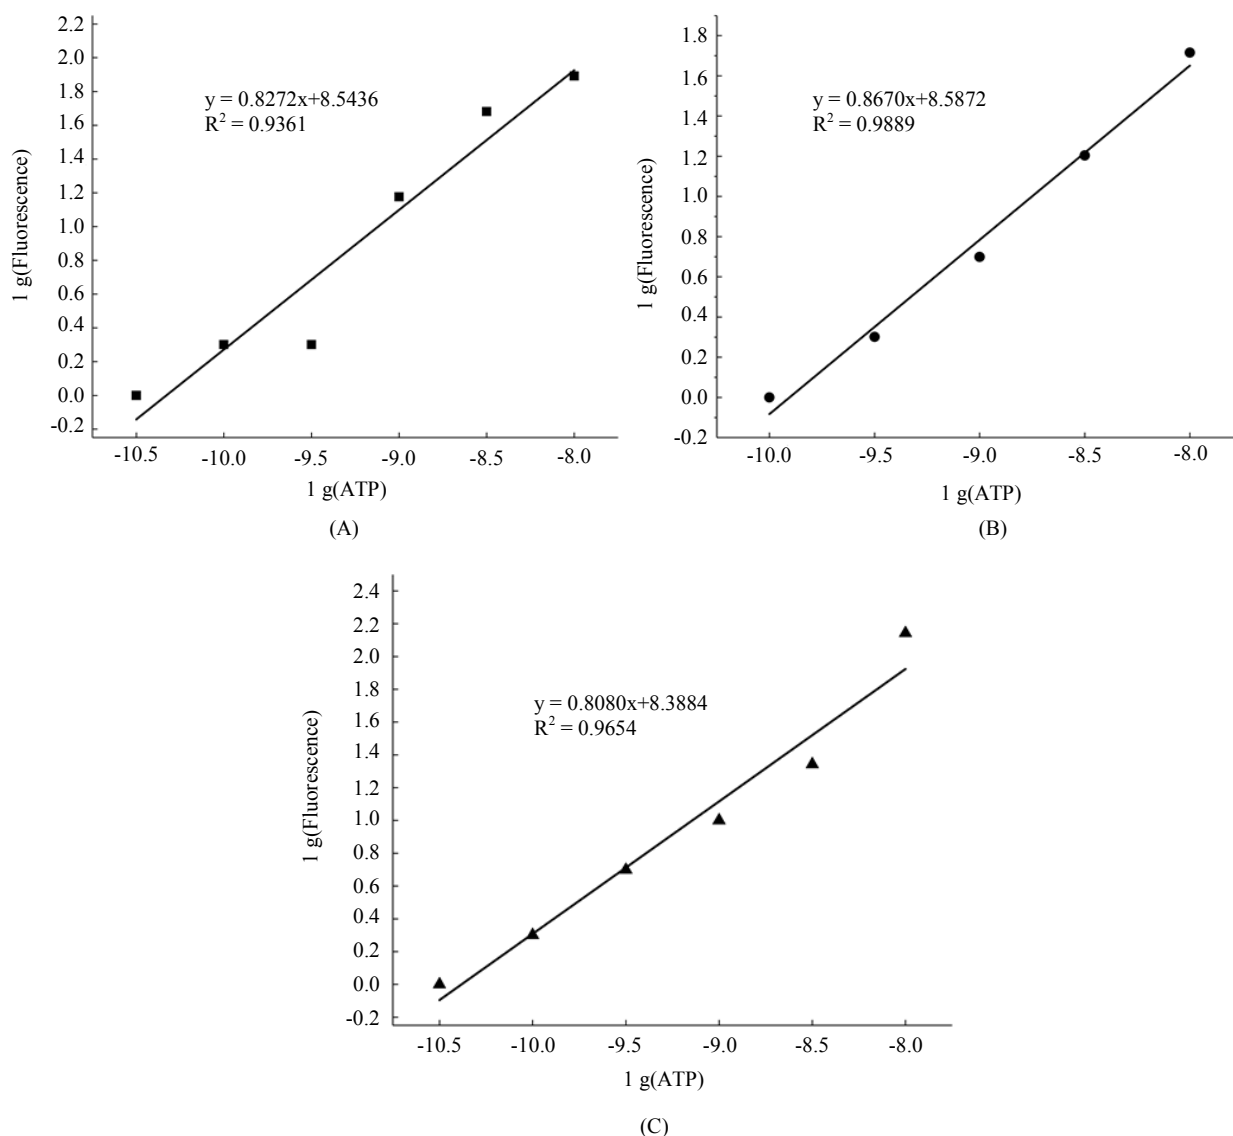 2.2
2.0
1.8
1.6
1.4
1.2
1.0
0.8
0.6
0.4
0.2
0.0
-0.2
1 g(Fluorescence)
y = 0.8272x+8.5436
R² = 0.9361
-10.5 -10.0 -9.5 -9.0 -8.5 -8.0
1 g(ATP)
(A)
1.8
1.6
1.4
1.2
1.0
0.8
0.6
0.4
0.2
0.0
-0.2
1 g(Fluorescence)
y = 0.8670x+8.5872
R² = 0.9889
-10.0 -9.5 -9.0 -8.5 -8.0
1 g(ATP)
(B)
2.4
2.2
2.0
1.8
1.6
1.4
1.2
1.0
0.8
0.6
0.4
0.2
0.0
-0.2
1 g(Fluorescence)
y = 0.8080x+8.3884
R² = 0.9654
-10.5 -10.0 -9.5 -9.0 -8.5 -8.0
1 g(ATP)
(C)